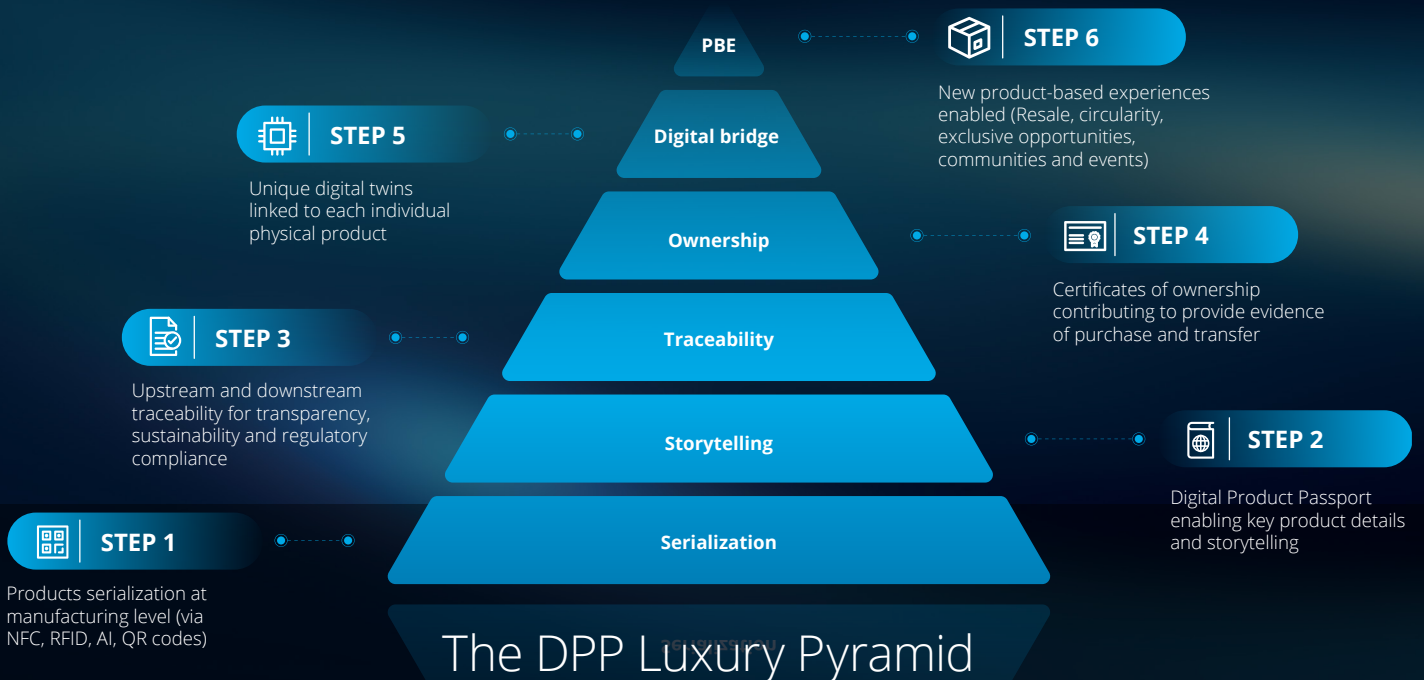 PBE
STEP 6
New product-based experiences
enabled (Resale, circularity,
exclusive opportunities,
communities and events)
Digital bridge
STEP 5
Unique digital twins
linked to each individual
physical product
Ownership
STEP 4
Certificates of ownership
contributing to provide evidence
of purchase and transfer
Traceability
STEP 3
Upstream and downstream
traceability for transparency,
sustainability and regulatory
compliance
Storytelling
STEP 2
Digital Product Passport
enabling key product details
and storytelling
Serialization
STEP 1
Products serialization at
manufacturing level (via
NFC, RFID, AI, QR codes)
The DPP Luxury Pyramid